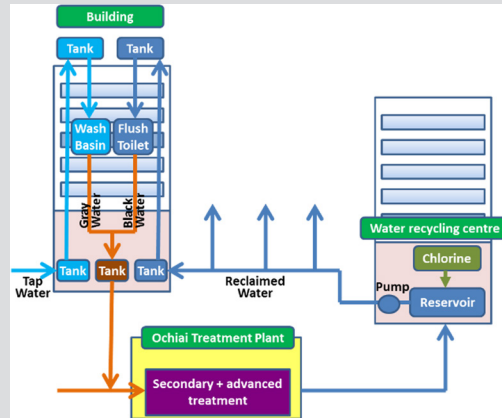 Building
Tank
Tank
Wash
Basin
Flush
Toilet
Gray
Water
Black
Water
Water recycling centre
Chlorine
Tank
Tank
Tank
Tap
Water
Reclaimed
Water
Pump
Reservoir
Ochiai Treatment Plant
Secondary + advanced
treatment